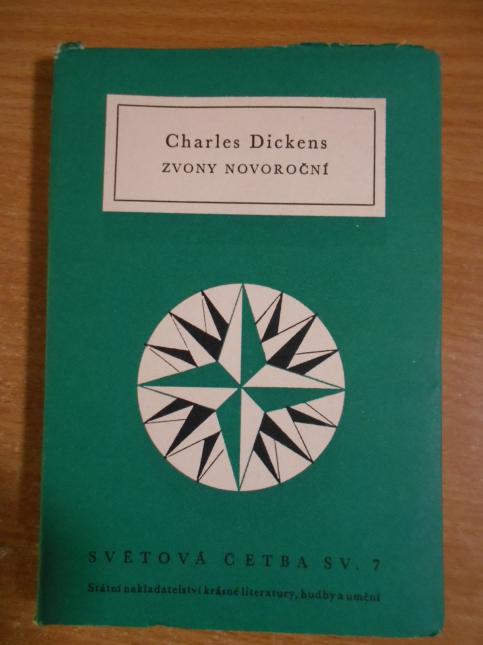 Charles Dickens
ZVONY NOVOROČNÍ
SVĚTOVÁ ČETBA SV. 7
Státní nakladatelství krásné literatury, hudby a umění